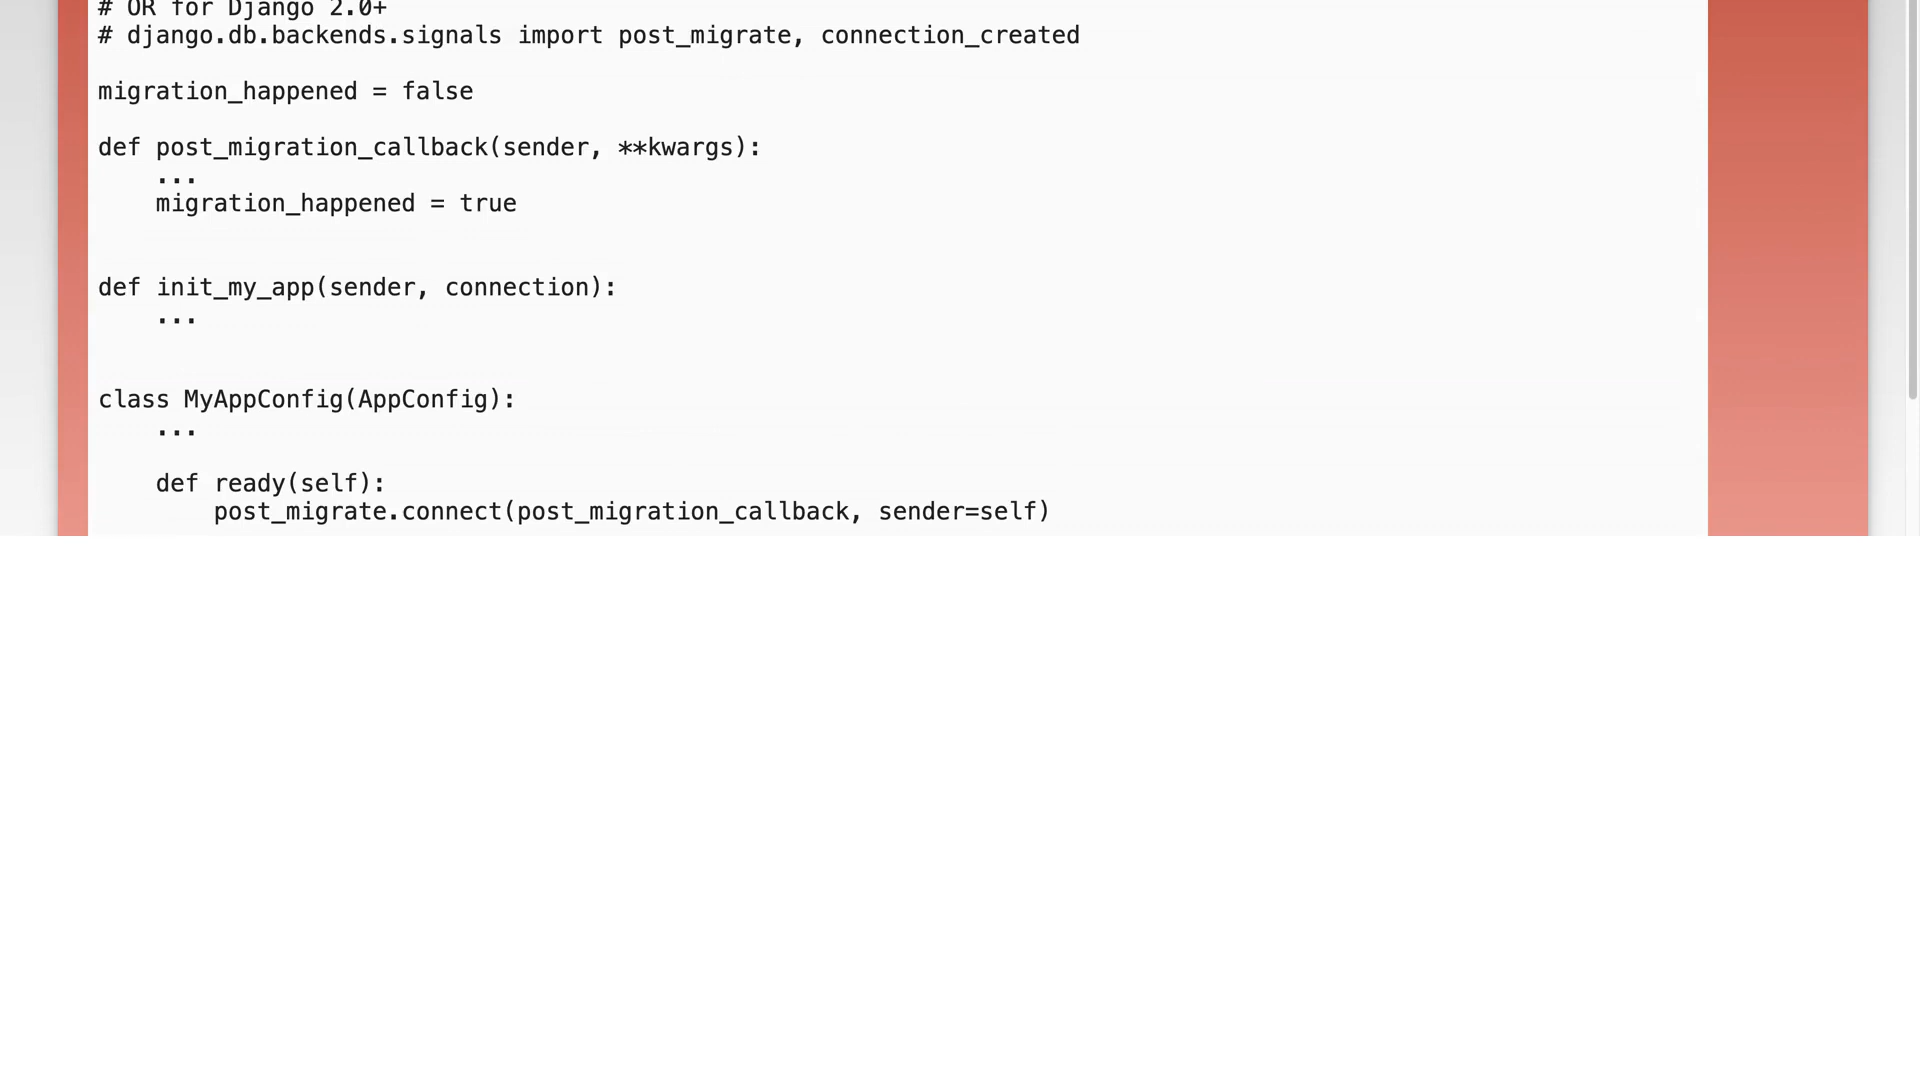 # OR for Django 2.0+
# django.db.backends.signals import post_migrate, connection_created
migration_happened = false
def post_migration_callback(sender, **kwargs):
...
migration_happened = true
def init_my_app(sender, connection):
...
class MyAppConfig(AppConfig):
...
def ready(self):
post_migrate.connect(post_migration_callback, sender=self)